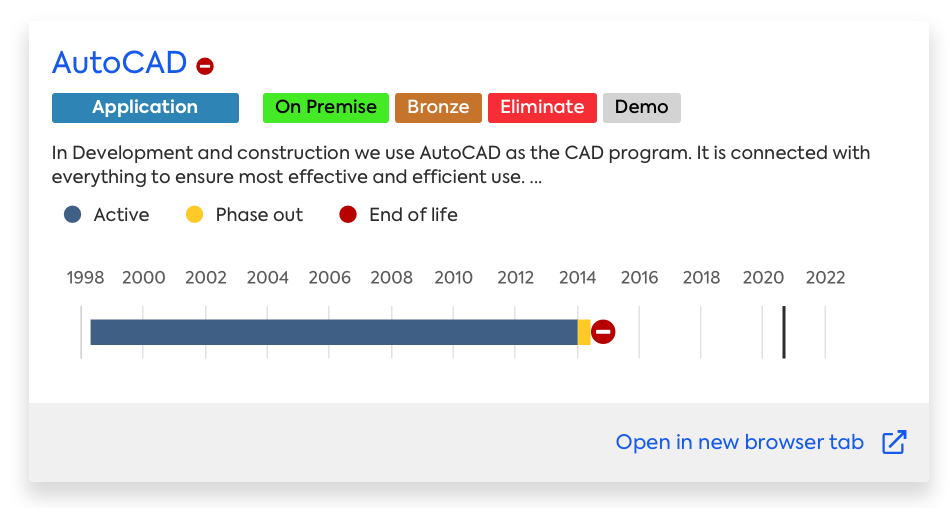 AutoCAD
Application On Premise Bronze Eliminate Demo
In Development and construction we use AutoCAD as the CAD program. It is connected with
everything to ensure most effective and efficient use. ...
Active Phase out End of life
1998 2000 2002 2004 2006 2008 2010 2012 2014 2016 2018 2020 2022
Open in new browser tab